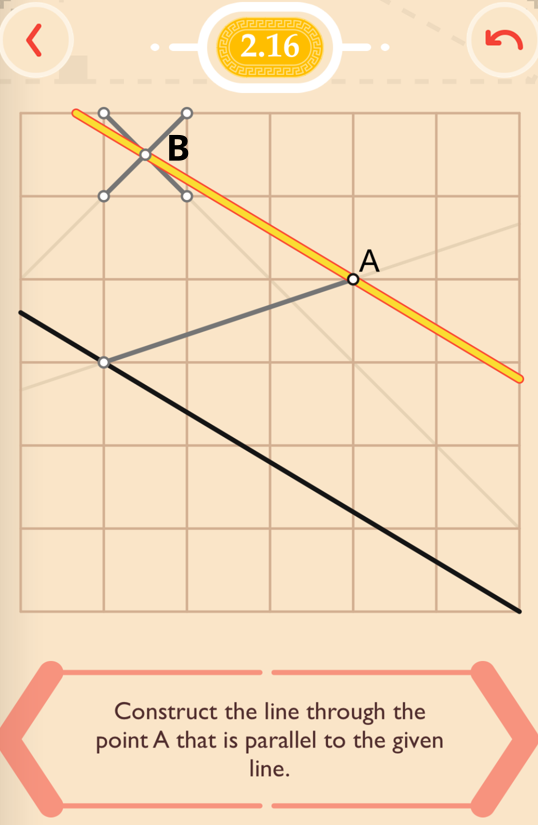 2.16
B
A
Construct the line through the
point A that is parallel to the given
line.